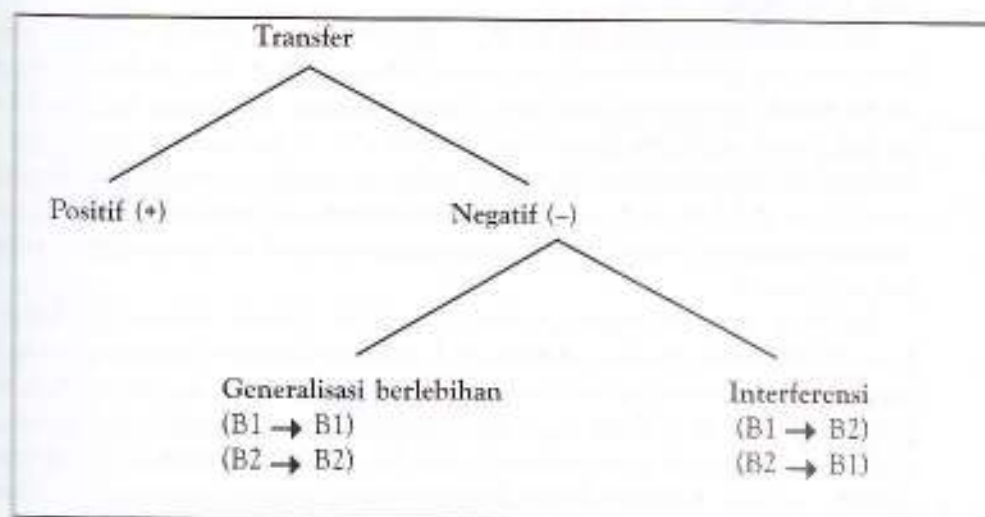 Transfer
Positif (+)
Negatif (–)
Generalisasi berlebihan
(B1 → B1)
(B2 → B2)
Interferensi
(B1 → B2)
(B2 → B1)